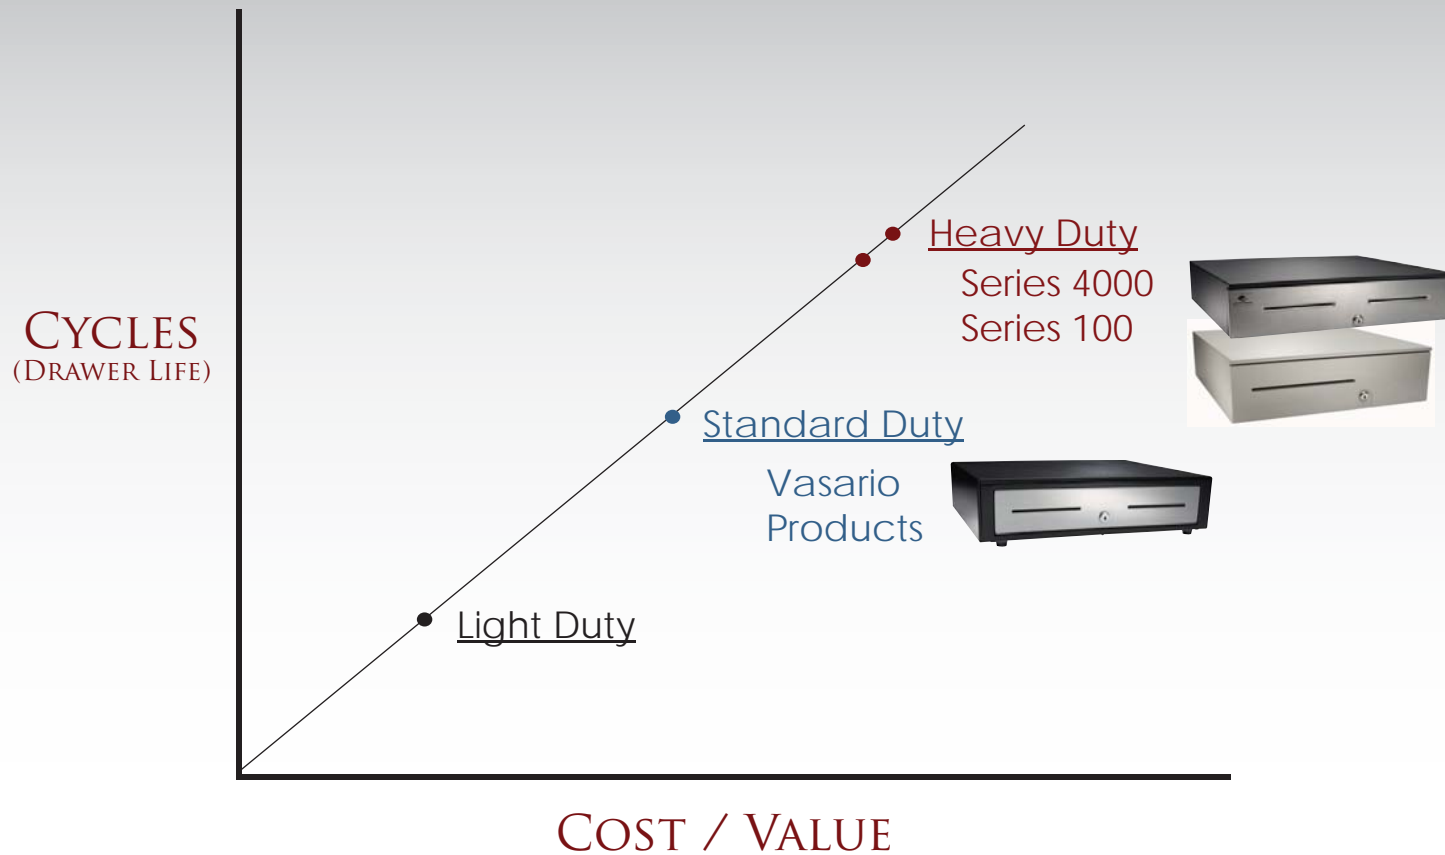 Heavy Duty
Series 4000
Series 100
CYCLES
(DRAWER LIFE)
Standard Duty
Vasario
Products
Light Duty
COST / VALUE